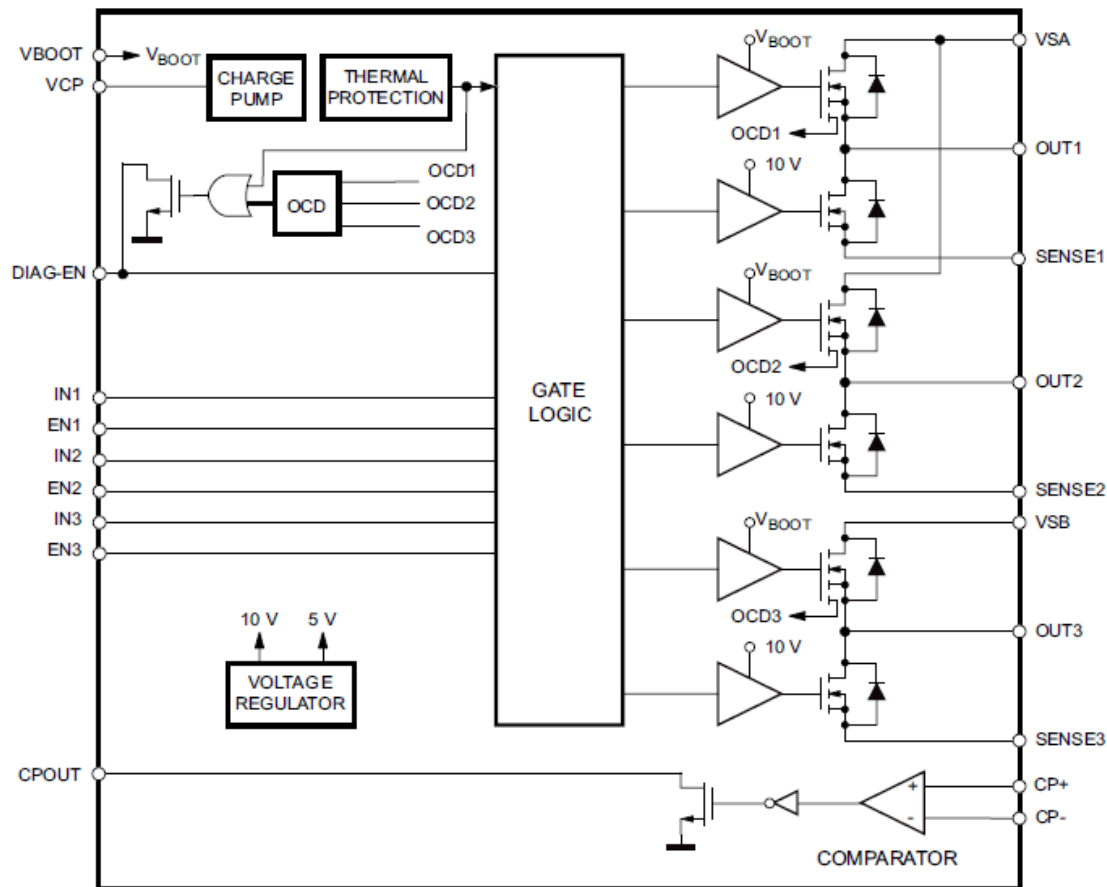 VBOOT
VBOOT
VCP
CHARGE
PUMP
THERMAL
PROTECTION
OCD
OCD1
OCD2
OCD3
DIAG-EN
IN1
EN1
IN2
EN2
IN3
EN3
10 V
5 V
VOLTAGE
REGULATOR
CPOUT
GATE
LOGIC
VBOOT
VSA
OCD1
OUT1
10 V
SENSE1
VBOOT
OCD2
OUT2
10 V
SENSE2
VBOOT
VSB
OCD3
OUT3
10 V
SENSE3
+
-
CP+
CP-
COMPARATOR